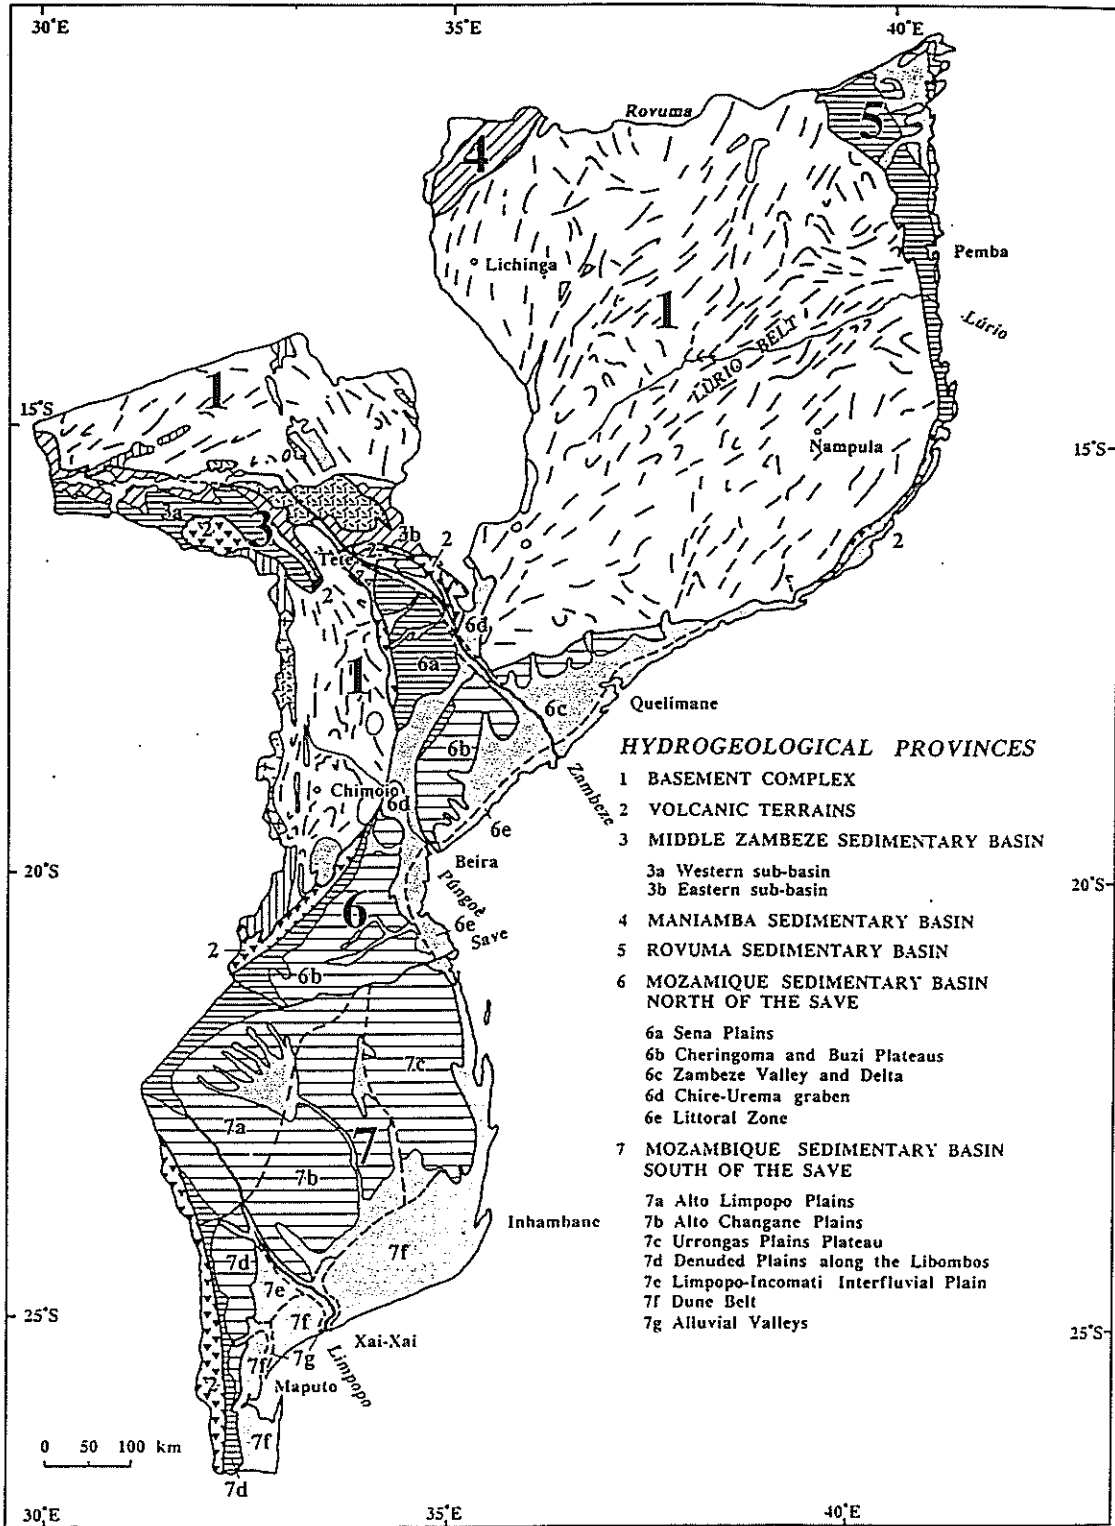 30°E 35°E 40°E
Rovuma
5
4
Pemba
Lichinga
1
Lúrio
LÚRIO BELT
1
15°S
Nampula
15°S
3a
2
3
3b
2
2
2
Tete
2
6d
6a
1
Quelimane
6c
6b
Zambeze
Chimoio
6d
6e
Beira
20°S
20°S
Púngoè
6
6e
Save
2
6b
7c
7a
7
7b
Inhambane
7f
7d
7e
7f
25°S
25°S
Xai-Xai
7g
7f
Limpopo
Maputo
2
7f
0 50 100 km
7d
30°E 35°E 40°E
HYDROGEOLOGICAL PROVINCES
1 BASEMENT COMPLEX
2 VOLCANIC TERRAINS
3 MIDDLE ZAMBEZE SEDIMENTARY BASIN
3a Western sub-basin
3b Eastern sub-basin
4 MANIAMBA SEDIMENTARY BASIN
5 ROVUMA SEDIMENTARY BASIN
6 MOZAMIQUE SEDIMENTARY BASIN
NORTH OF THE SAVE
6a Sena Plains
6b Cheringoma and Buzi Plateaus
6c Zambeze Valley and Delta
6d Chire-Urema graben
6e Littoral Zone
7 MOZAMBIQUE SEDIMENTARY BASIN
SOUTH OF THE SAVE
7a Alto Limpopo Plains
7b Alto Changane Plains
7c Urrongas Plains Plateau
7d Denuded Plains along the Libombos
7e Limpopo-Incomati Interfluvial Plain
7f Dune Belt
7g Alluvial Valleys